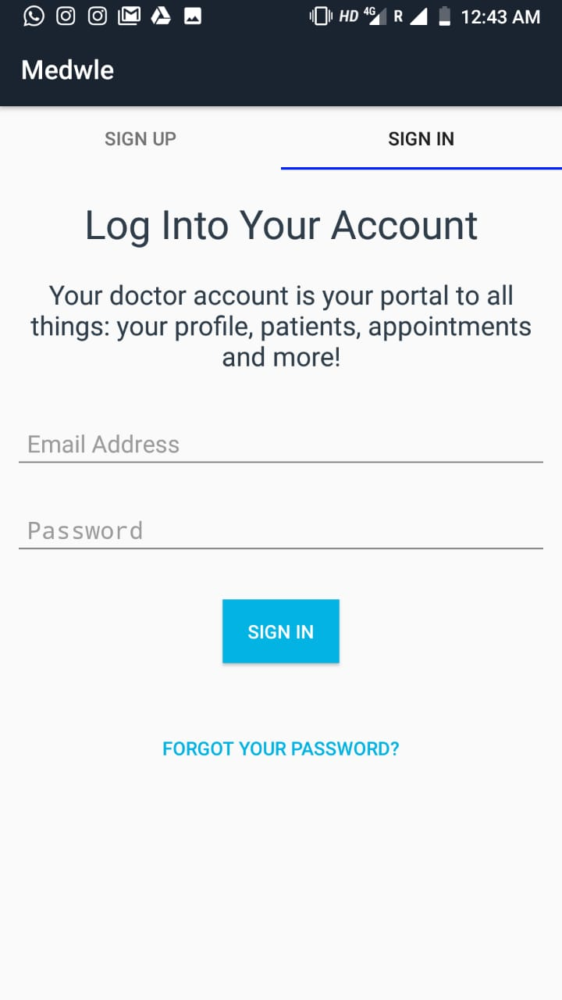 HD 4G R 12:43 AM
Medwle
SIGN UP SIGN IN
Log Into Your Account
Your doctor account is your portal to all
things: your profile, patients, appointments
and more!
Email Address
Password
SIGN IN
FORGOT YOUR PASSWORD?